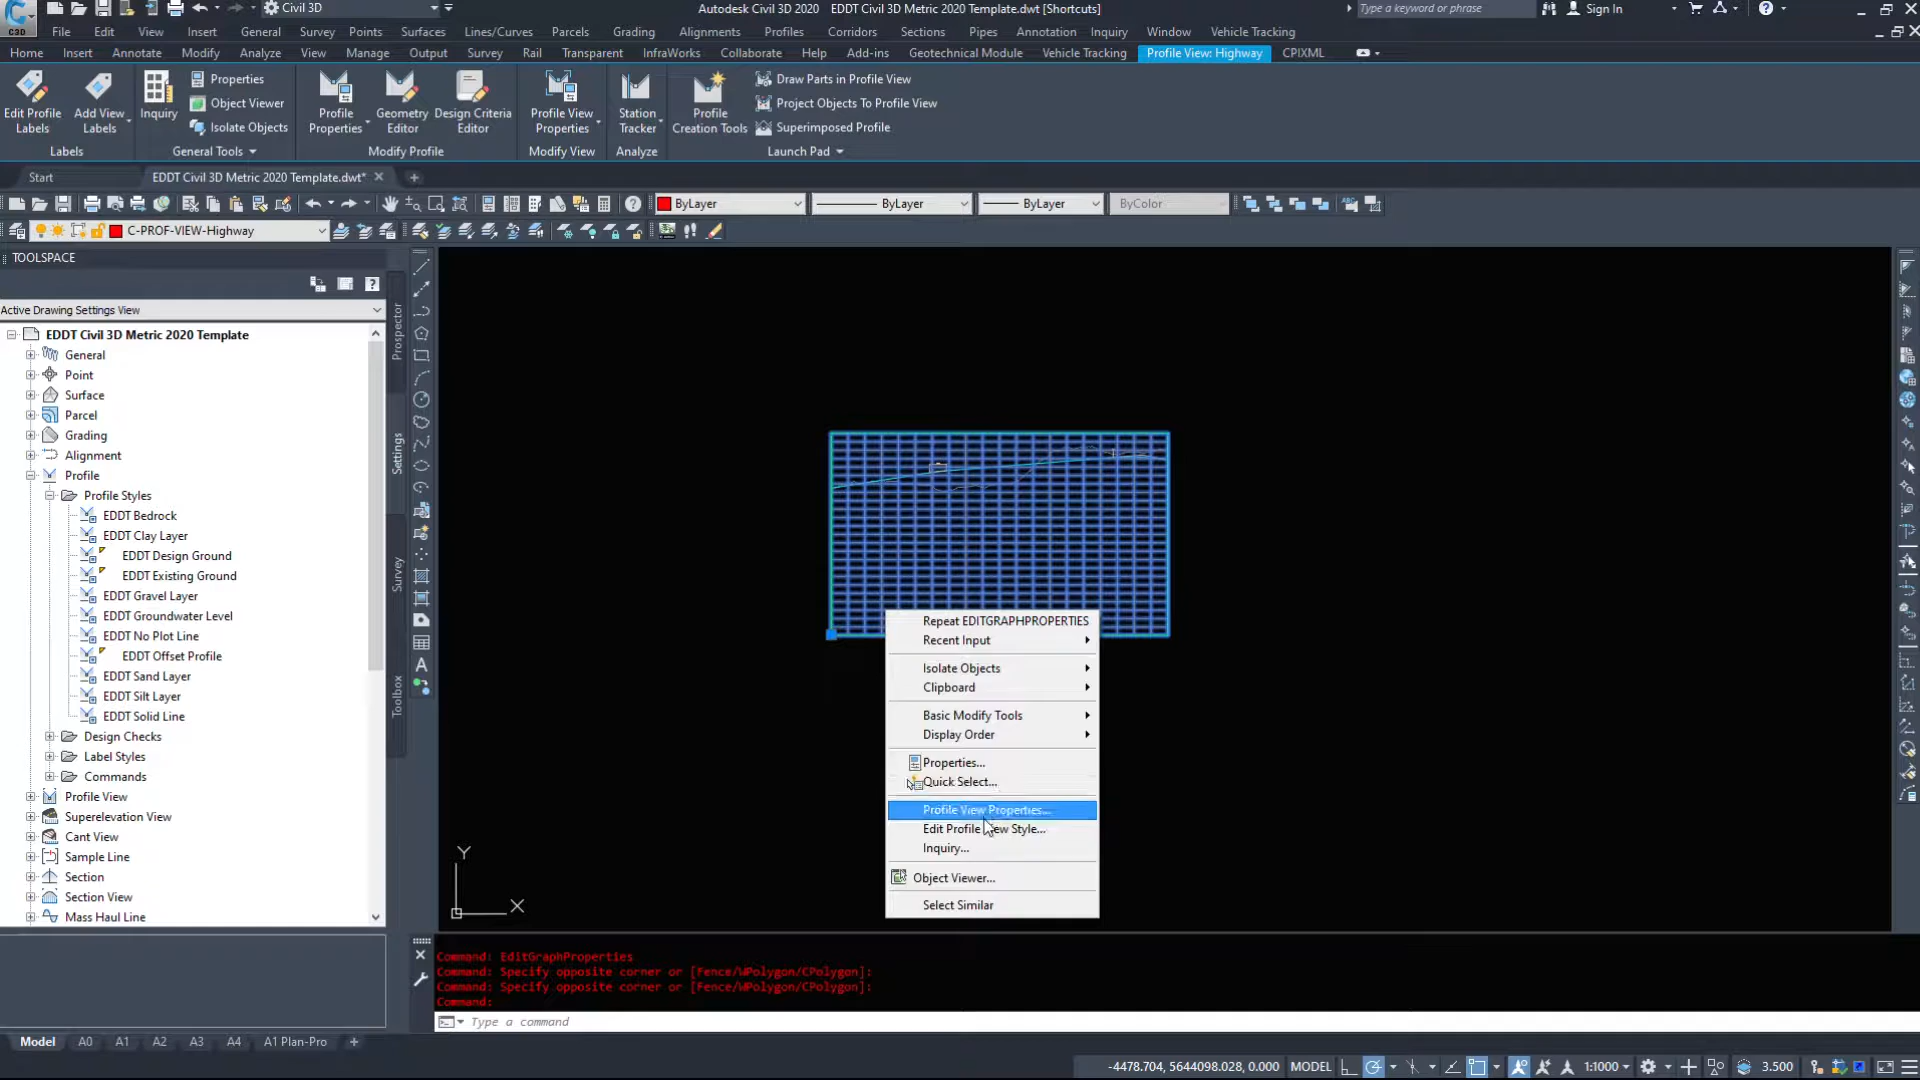 Civil 3D
Autodesk Civil 3D 2020 EDDT Civil 3D Metric 2020 Template.dwt [Shortcuts]
Type a keyword or phrase
Sign In
C3D
File Edit View Insert General Survey Points Surfaces Lines/Curves Parcels Grading Alignments Profiles Corridors Sections Pipes Annotation Inquiry Window Vehicle Tracking
Home Insert Annotate Modify Analyze View Manage Output Survey Rail Transparent InfraWorks Collaborate Help Add-ins Geotechnical Module Vehicle Tracking Profile View: Highway CPIXML
Edit Profile Labels
Add View Labels
Inquiry
Properties
Object Viewer
Isolate Objects
Profile Properties
Geometry Editor
Design Criteria Editor
Profile View Properties
Station Tracker
Profile Creation Tools
Draw Parts in Profile View
Project Objects To Profile View
Superimposed Profile
Labels General Tools Modify Profile Modify View Analyze Launch Pad
Start EDDT Civil 3D Metric 2020 Template.dwt*
ByLayer ByLayer ByLayer ByColor
C-PROF-VIEW-Highway
TOOLSPACE
Active Drawing Settings View
EDDT Civil 3D Metric 2020 Template
General
Point
Surface
Parcel
Grading
Alignment
Profile
Profile Styles
EDDT Bedrock
EDDT Clay Layer
EDDT Design Ground
EDDT Existing Ground
EDDT Gravel Layer
EDDT Groundwater Level
EDDT No Plot Line
EDDT Offset Profile
EDDT Sand Layer
EDDT Silt Layer
EDDT Solid Line
Design Checks
Label Styles
Commands
Profile View
Superelevation View
Cant View
Sample Line
Section
Section View
Mass Haul Line
Prospector
Settings
Survey
Toolbox
Repeat EDITGRAPHPROPERTIES
Recent Input
Isolate Objects
Clipboard
Basic Modify Tools
Display Order
Properties...
Quick Select...
Profile View Properties...
Edit Profile View Style...
Inquiry...
Object Viewer...
Select Similar
Y
X
Command: EditGraphProperties
Command: Specify opposite corner or [Fence/WPolygon/CPolygon]:
Command: Specify opposite corner or [Fence/WPolygon/CPolygon]:
Command:
Type a command
Model A0 A1 A2 A3 A4 A1 Plan-Pro
-4478.704, 5644098.028, 0.000 MODEL 1:1000 3.500